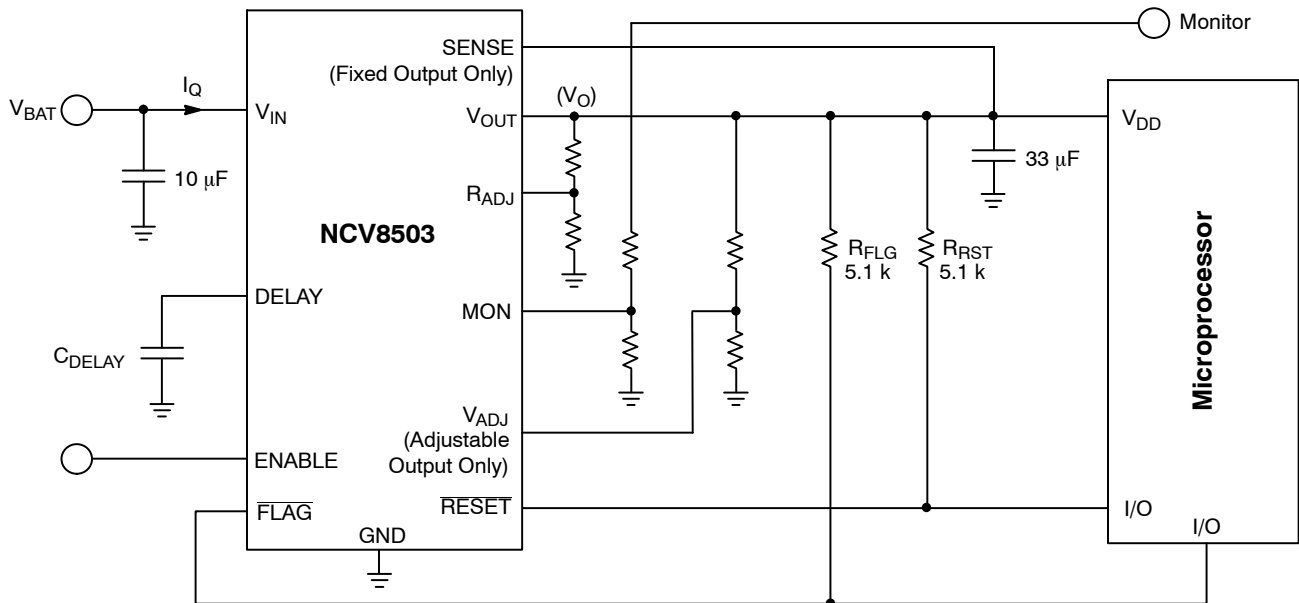 Monitor
SENSE
(Fixed Output Only)
I_Q
(V_O)
V_BAT
V_IN
V_OUT
V_DD
10 μF
33 μF
R_ADJ
NCV8503
R_FLG
5.1 k
R_RST
5.1 k
Microprocessor
DELAY
MON
C_DELAY
V_ADJ
(Adjustable
Output Only)
ENABLE
FLAG
RESET
I/O
I/O
GND